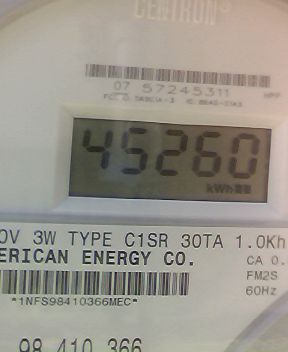 CENTRON®
07 57245311
45260
kWh
0V 3W TYPE C1SR 30TA 1.0Kh
ERICAN ENERGY CO.
CA 0.
FM2S
*1NFS98410366MEC*
60Hz
98 410 366